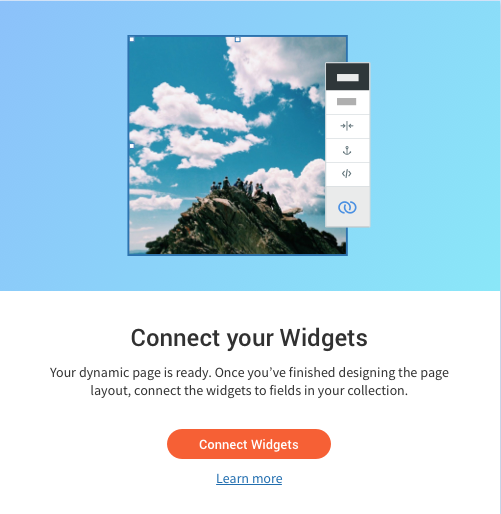 Connect your Widgets
Your dynamic page is ready. Once you've finished designing the page
layout, connect the widgets to fields in your collection.
Connect Widgets
Learn more